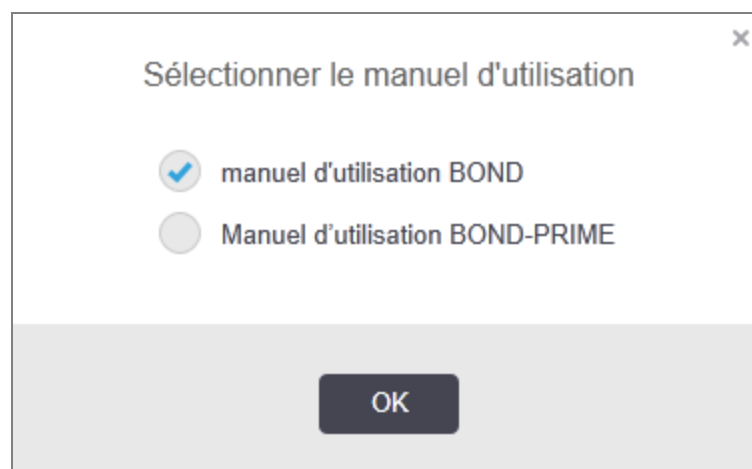 Sélectionner le manuel d'utilisation
manuel d'utilisation BOND
Manuel d’utilisation BOND-PRIME
OK